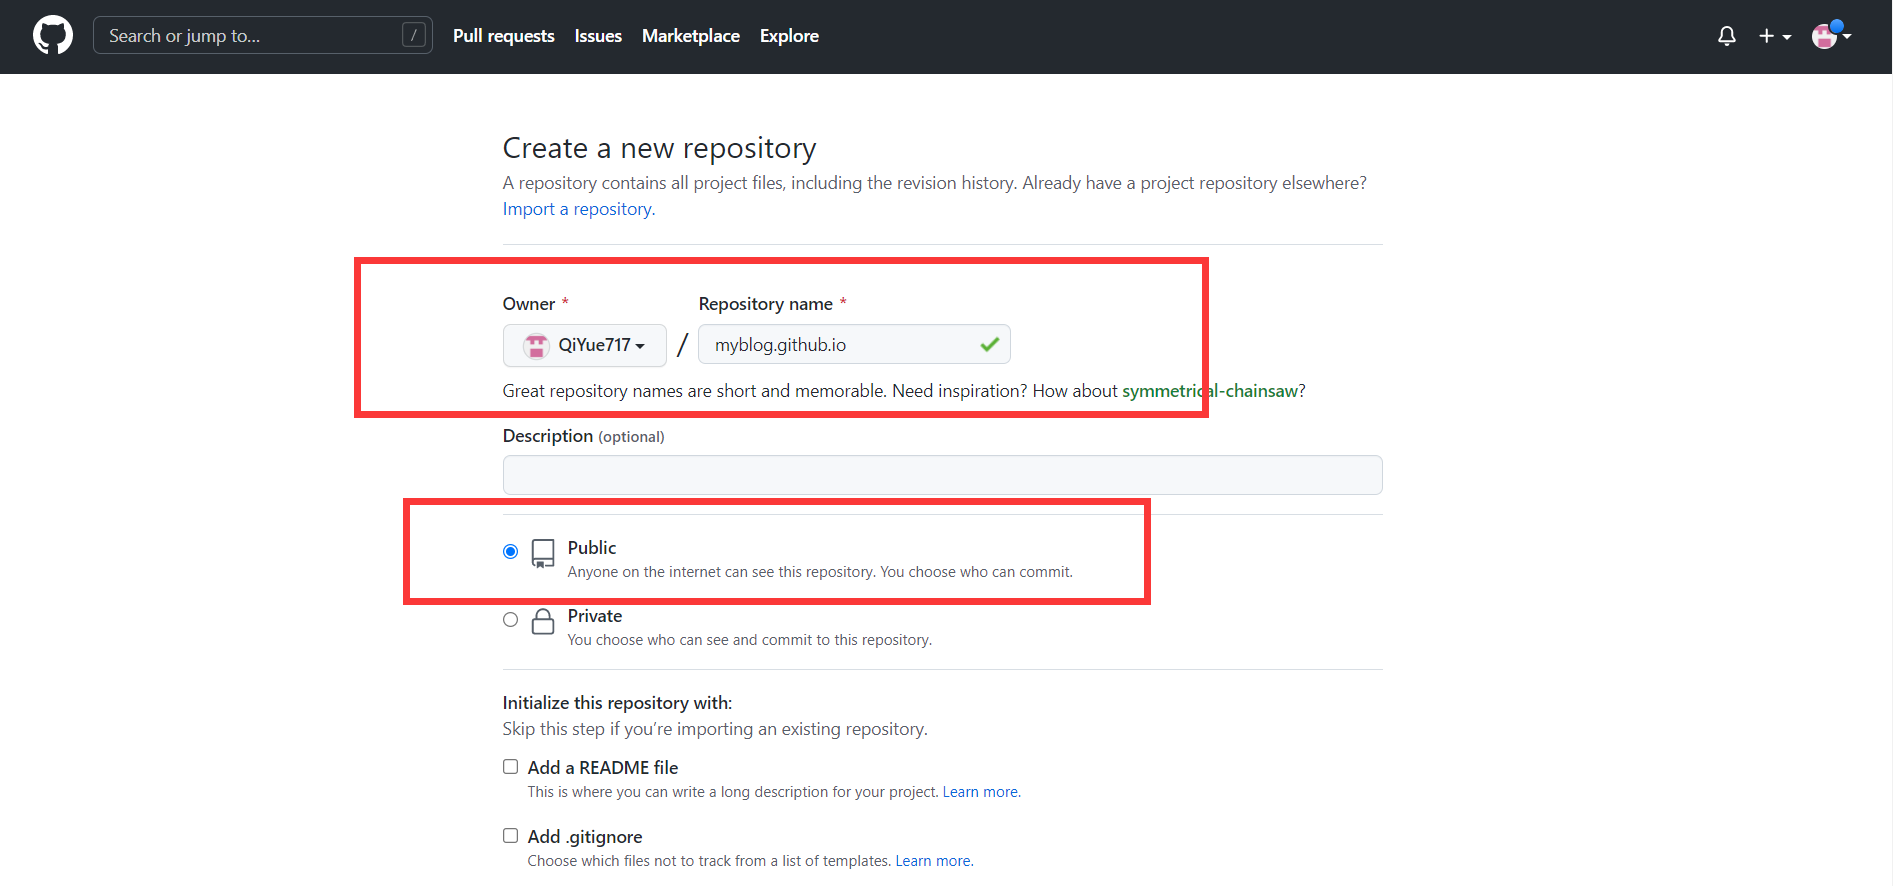 Search or jump to... / Pull requests Issues Marketplace Explore
Create a new repository
A repository contains all project files, including the revision history. Already have a project repository elsewhere?
Import a repository.
Owner * Repository name *
QiYue717 / myblog.github.io
Great repository names are short and memorable. Need inspiration? How about symmetrical-chainsaw?
Description (optional)
Public
Anyone on the internet can see this repository. You choose who can commit.
Private
You choose who can see and commit to this repository.
Initialize this repository with:
Skip this step if you’re importing an existing repository.
Add a README file
This is where you can write a long description for your project. Learn more.
Add .gitignore
Choose which files not to track from a list of templates. Learn more.